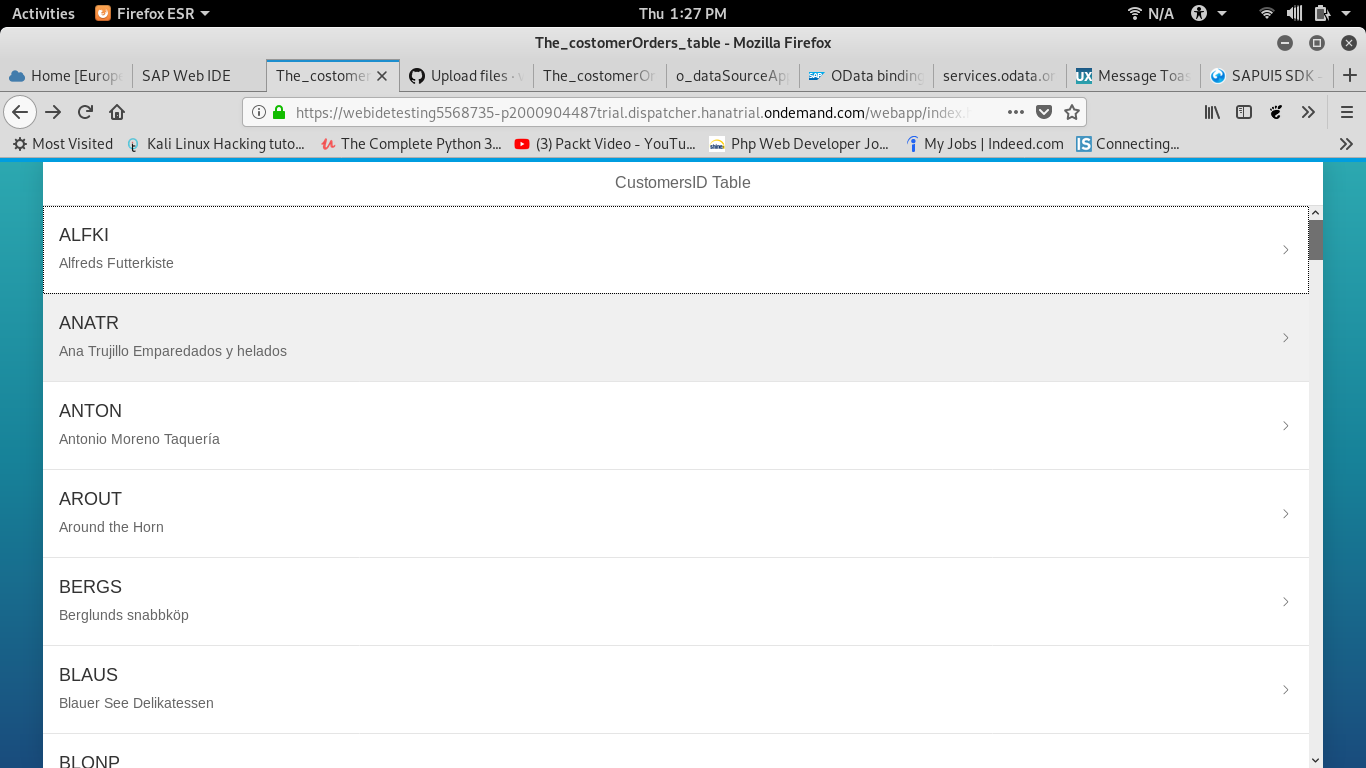 Activities Firefox ESR Thu 1:27 PM N/A
The_costomerOrders_table - Mozilla Firefox
Home [Europe SAP Web IDE The_costomer Upload files - The_costomerOr o_dataSourceAp OData binding services.odata.or UX Message Toas SAPUI5 SDK -
https://webidetesting5568735-p2000904487trial.dispatcher.hanatrial.ondemand.com/webapp/index.
Most Visited Kali Linux Hacking tuto... The Complete Python 3... (3) Packt Video - YouTu... Php Web Developer Jo... My Jobs | Indeed.com IS Connecting...
CustomersID Table
ALFKI
Alfreds Futterkiste
ANATR
Ana Trujillo Emparedados y helados
ANTON
Antonio Moreno Taquería
AROUT
Around the Horn
BERGS
Berglunds snabbköp
BLAUS
Blauer See Delikatessen
BLONP